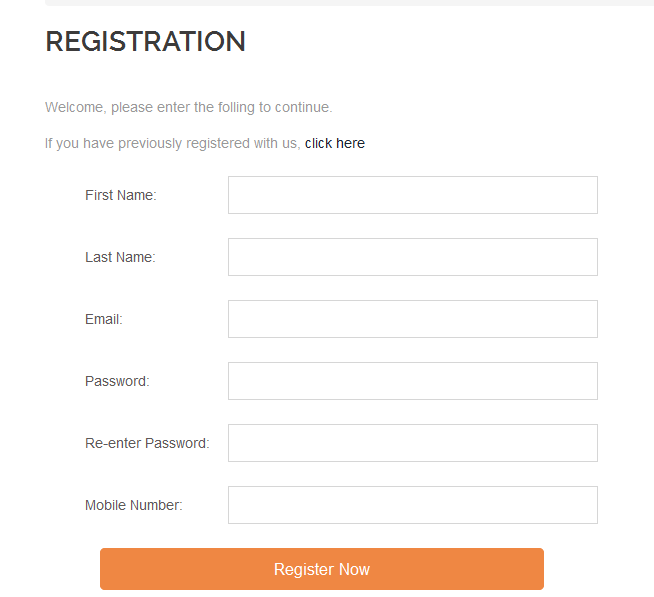 REGISTRATION
Welcome, please enter the folling to continue.
If you have previously registered with us, click here
First Name:
Last Name:
Email:
Password:
Re-enter Password:
Mobile Number:
Register Now